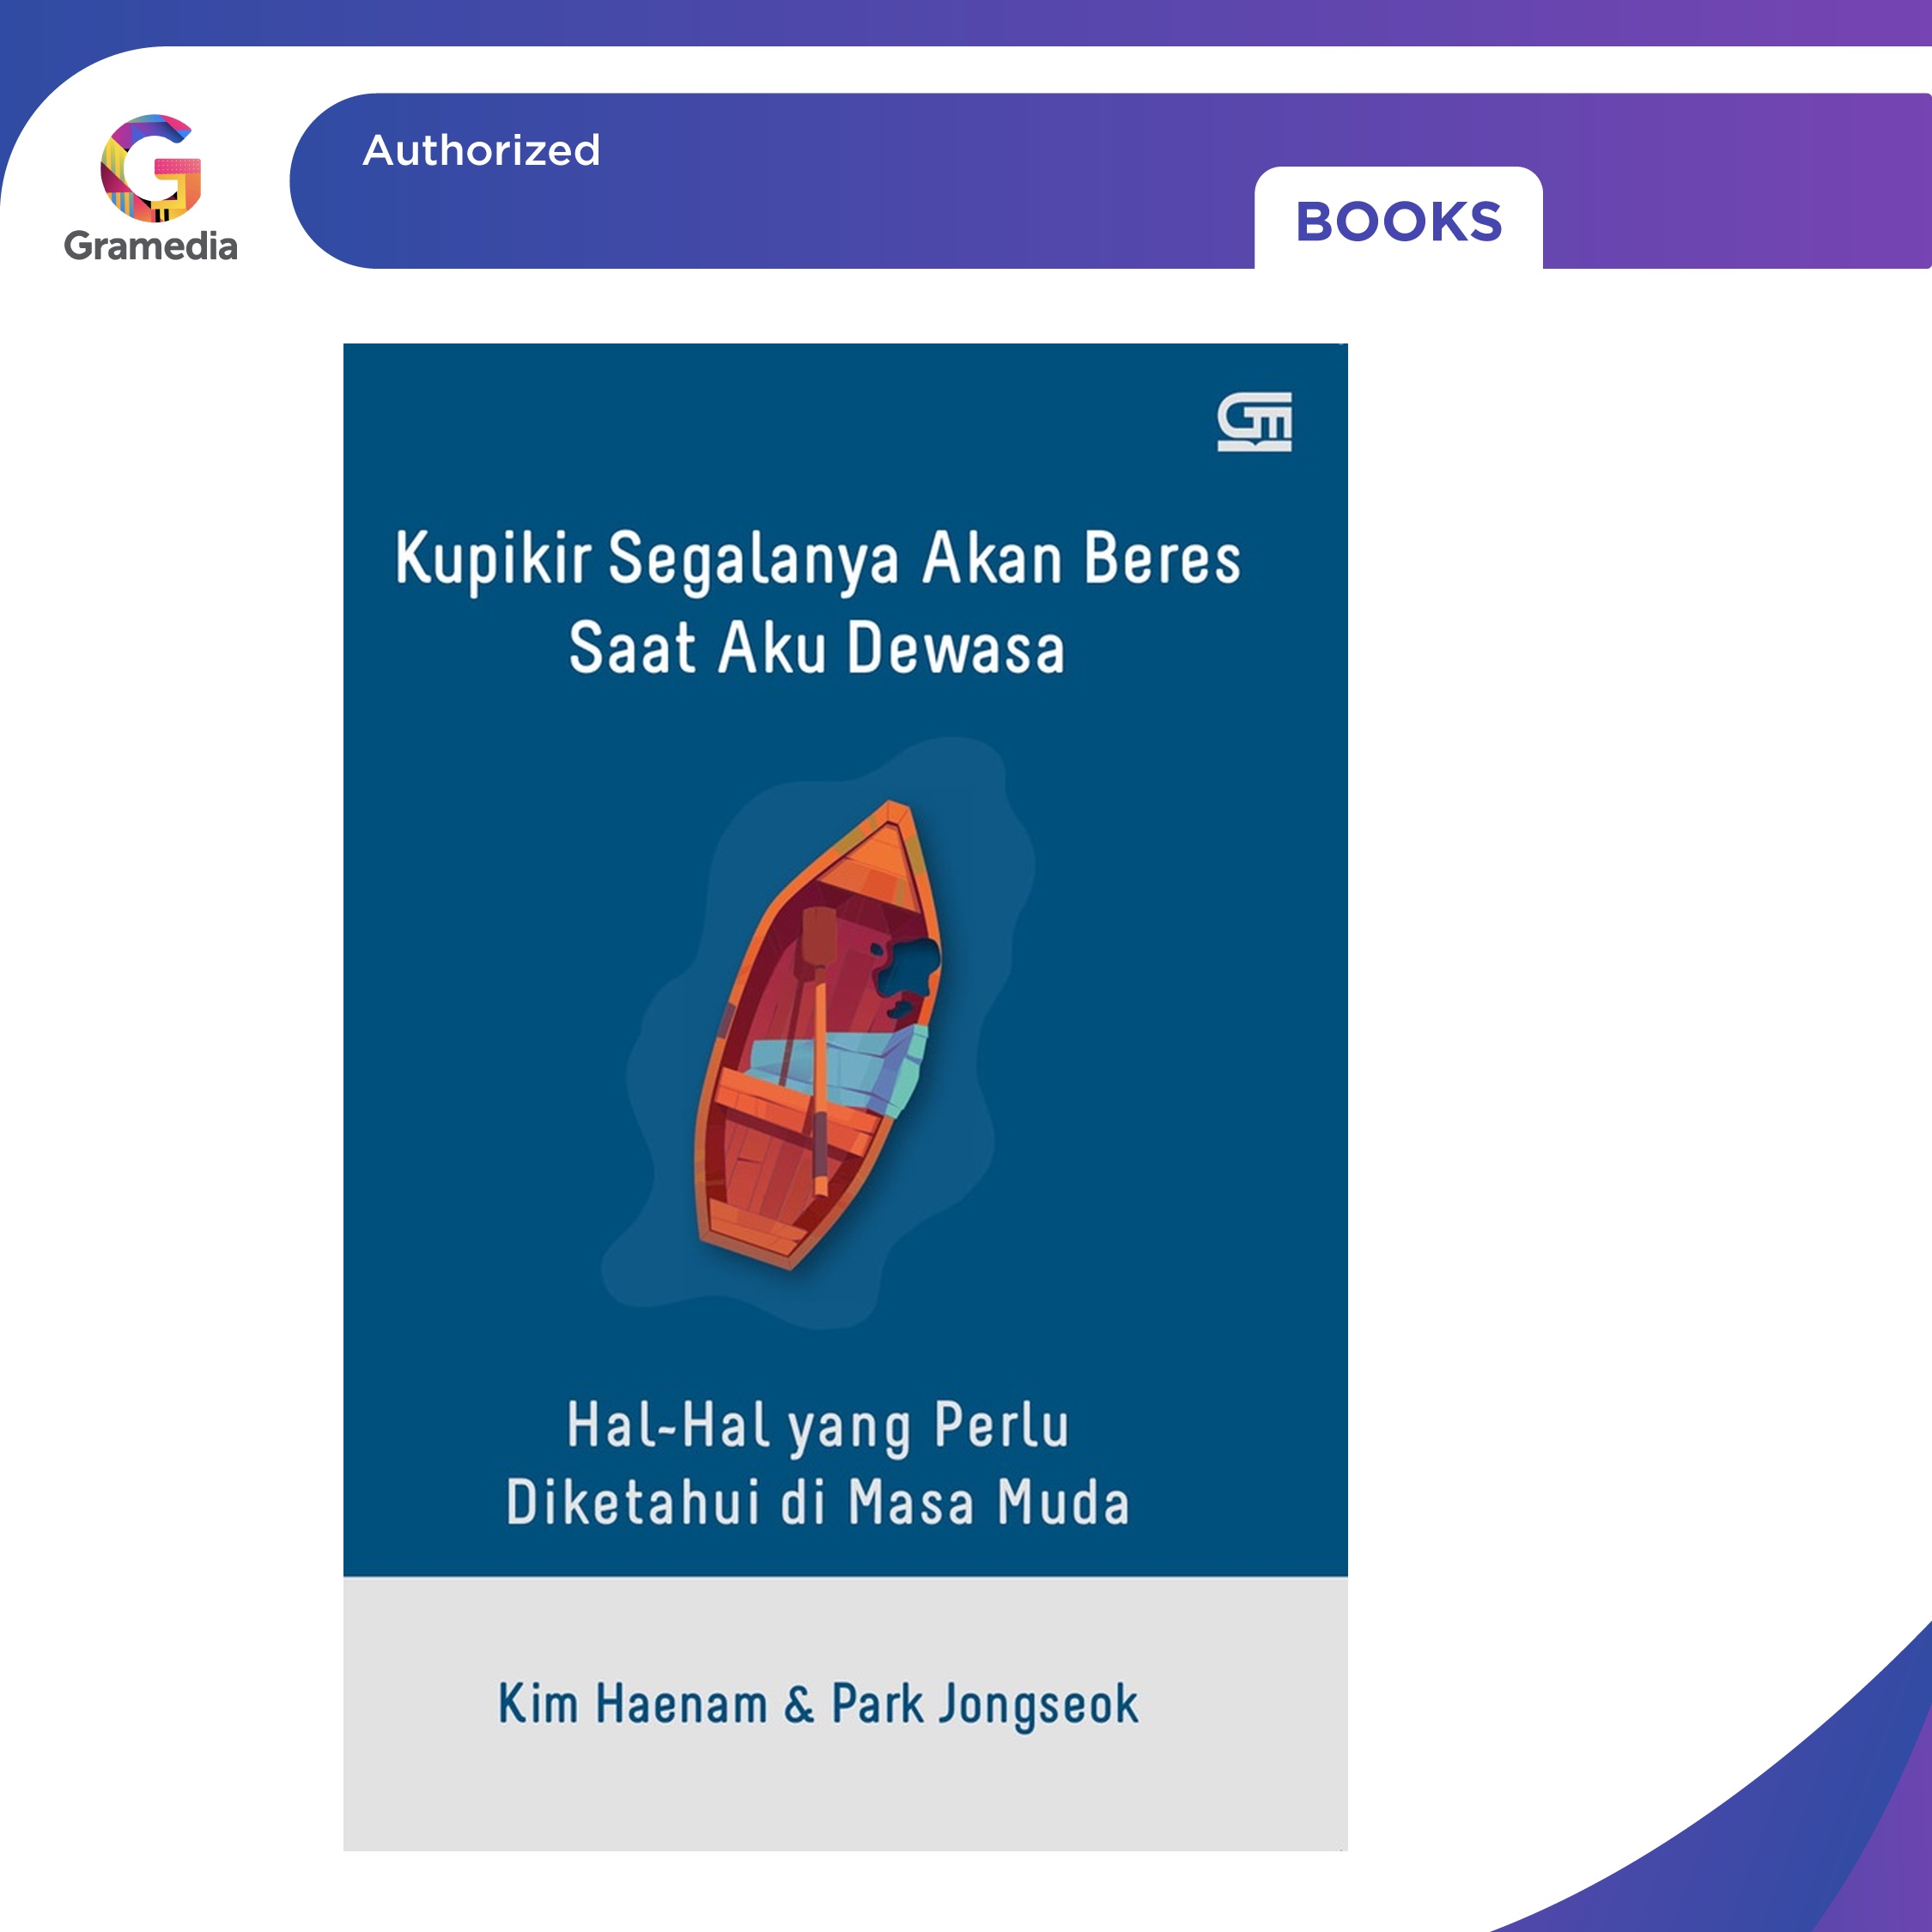 Gramedia
Authorized
BOOKS
Kupikir Segalanya Akan Beres
Saat Aku Dewasa
Hal-Hal yang Perlu
Diketahui di Masa Muda
Kim Haenam & Park Jongseok